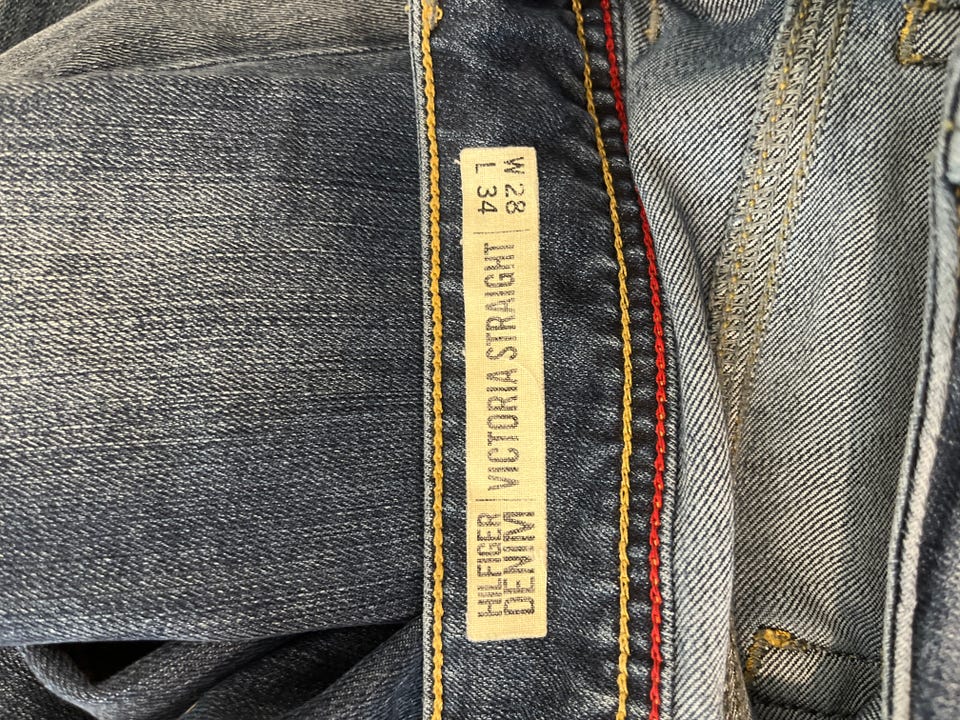 HILFIGER
DENIM
VICTORIA STRAIGHT
W 28
L 34